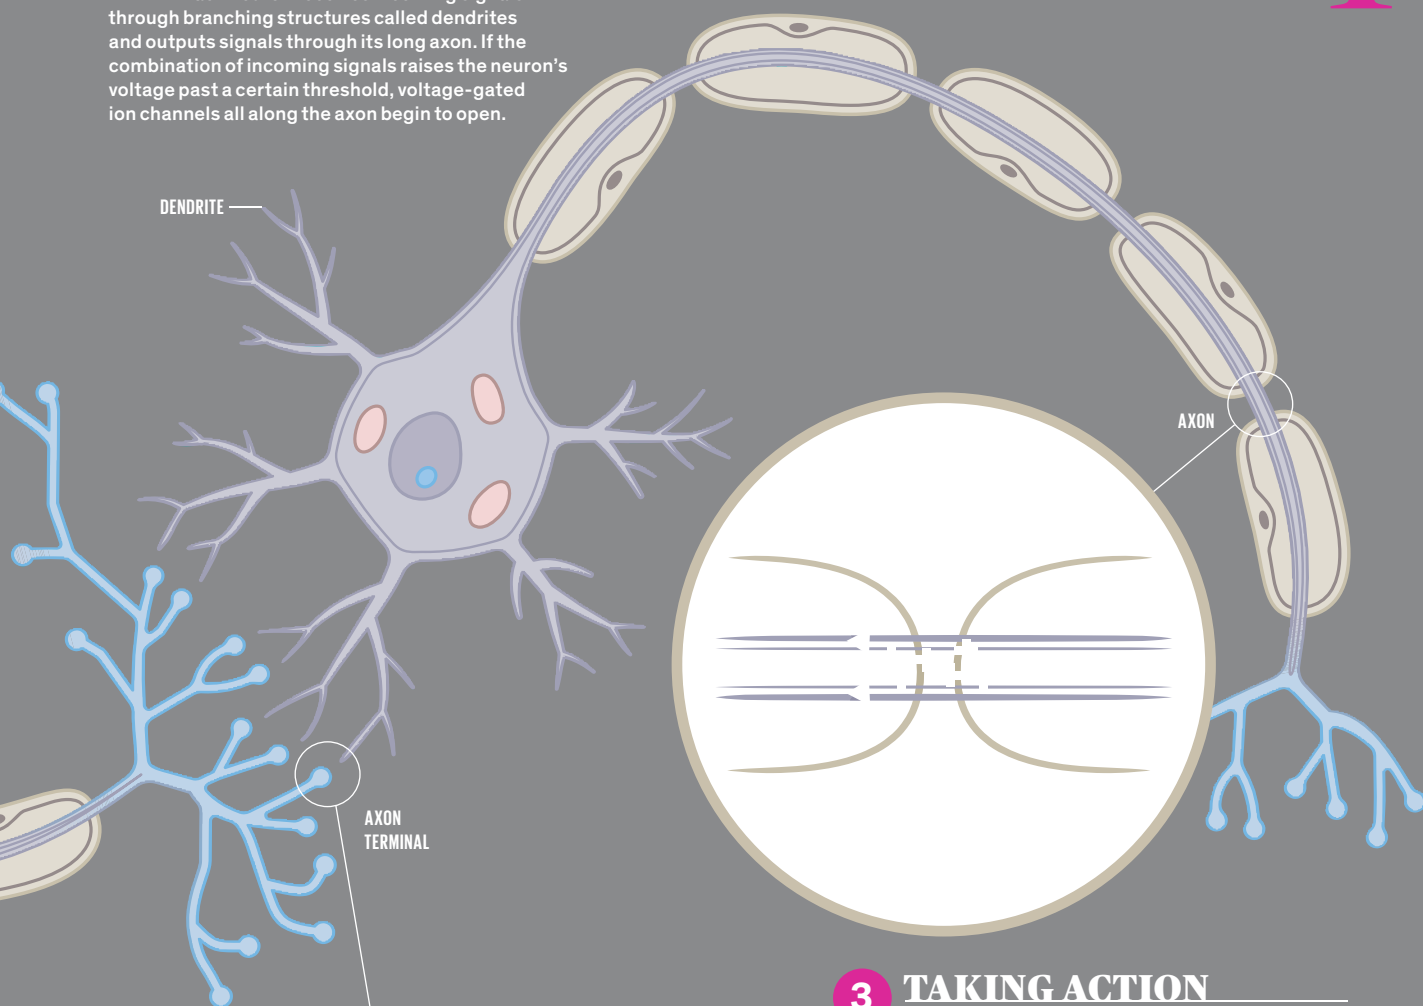 through branching structures called dendrites
and outputs signals through its long axon. If the
combination of incoming signals raises the neuron’s
voltage past a certain threshold, voltage-gated
ion channels all along the axon begin to open.
DENDRITE
AXON
AXON
TERMINAL
3 TAKING ACTION